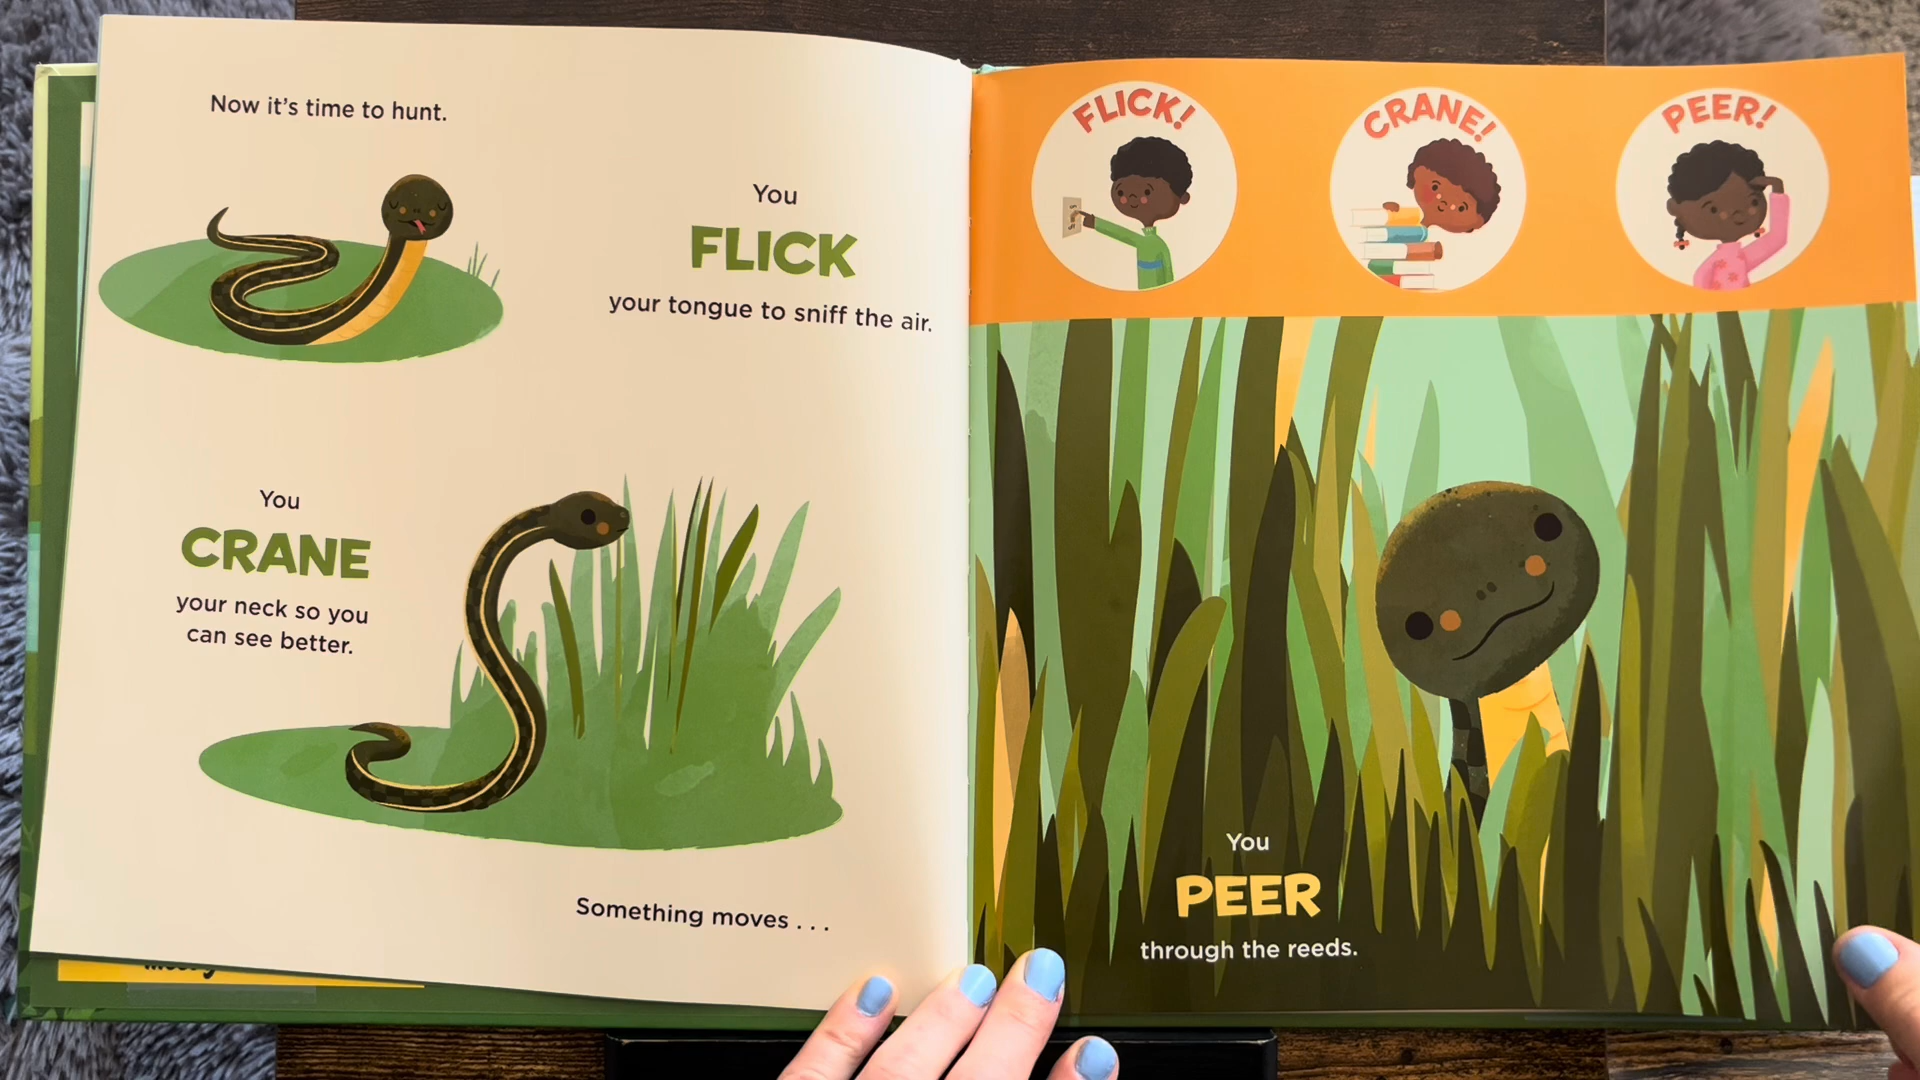 Now it's time to hunt.
You
FLICK
your tongue to sniff the air.
You
CRANE
your neck so you
can see better.
Something moves . . .
FLICK!
CRANE!
PEER!
You
PEER
through the reeds.